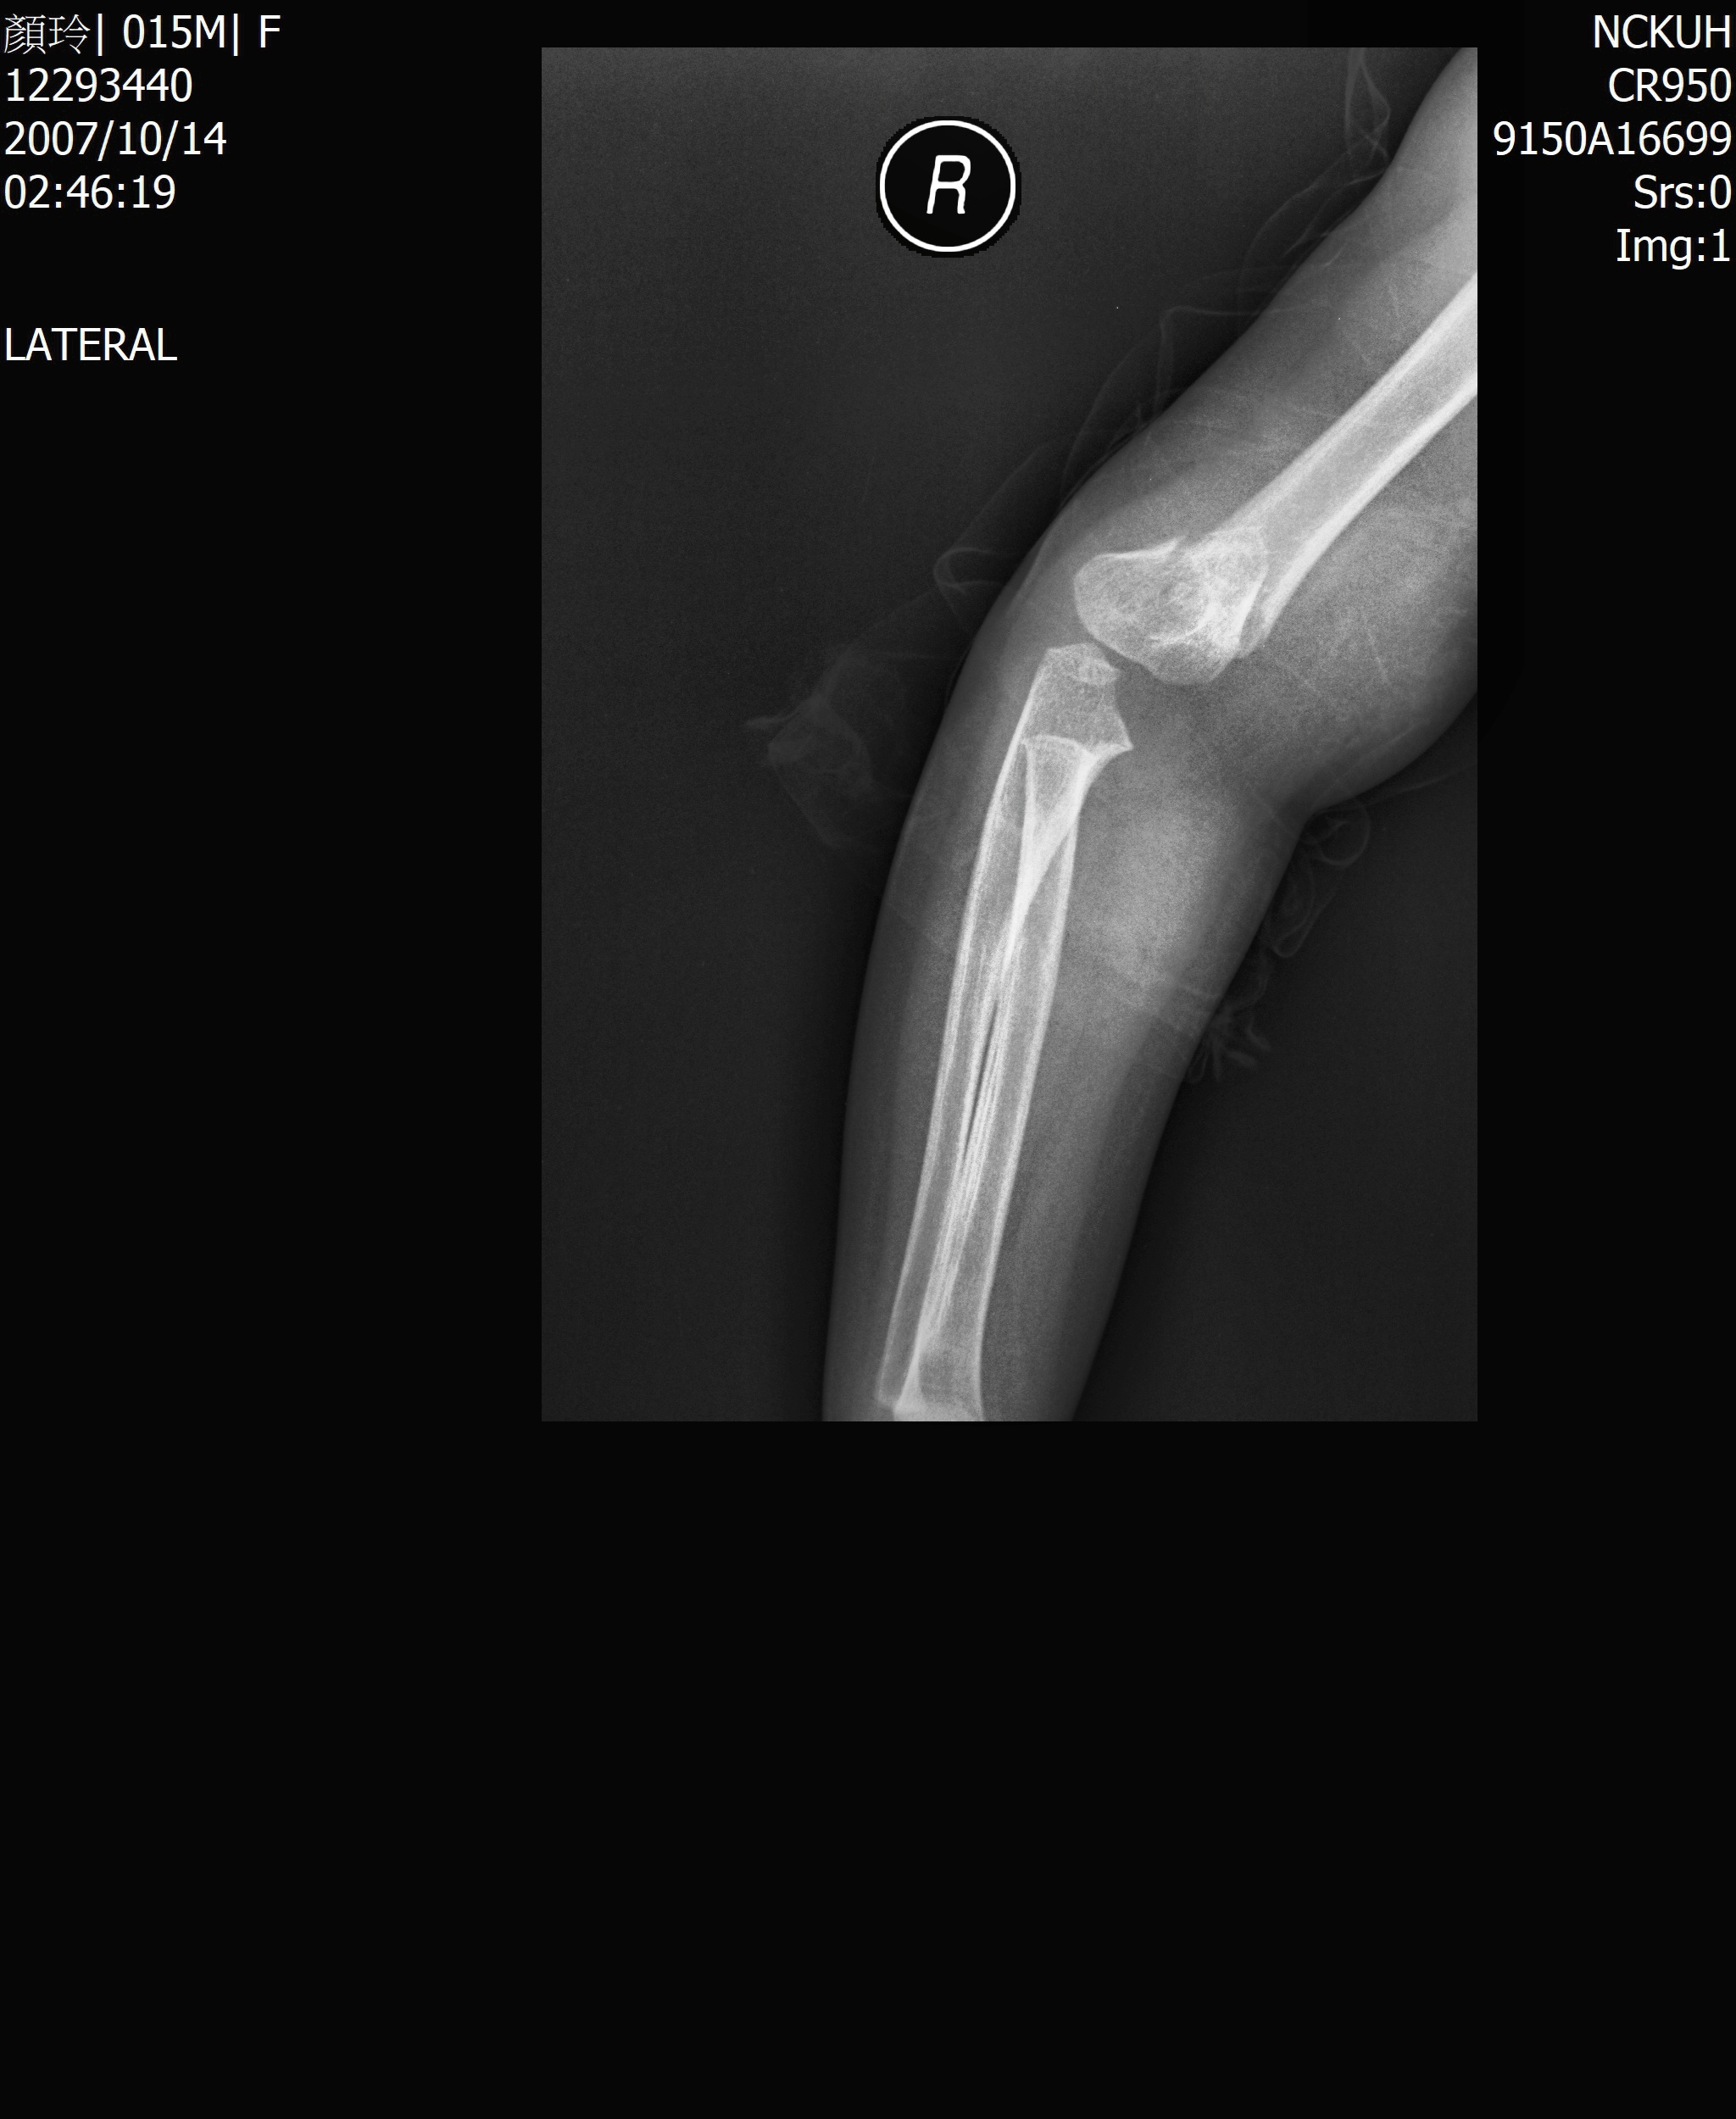 顏玲| 015M| F
12293440
2007/10/14
02:46:19
LATERAL
NCKUH
CR950
9150A16699
Srs:0
Img:1
R